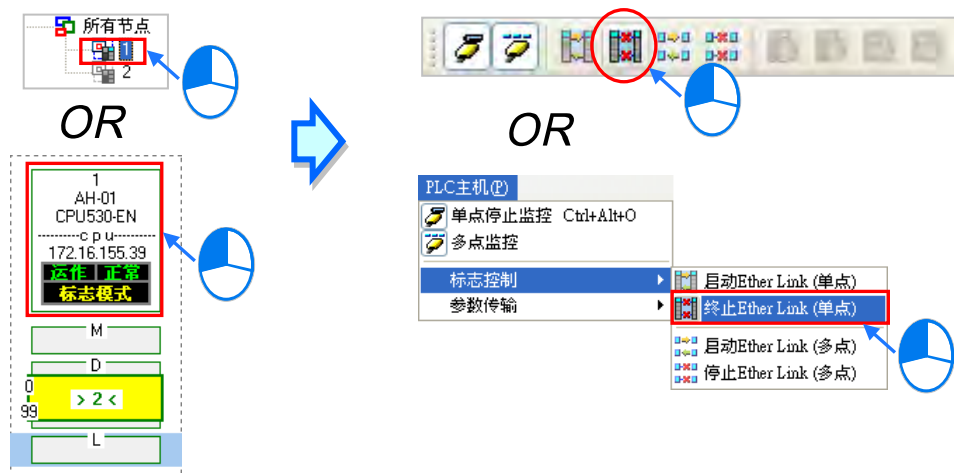 所有节点
1
2
OR
1
AH-01
CPU530-EN
--------c p u--------
172.16.155.39
运作 正常
标志模式
M
D
0
> 2 <
99
L
OR
PLC主机(P)
单点停止监控 Ctrl+Alt+O
多点监控
标志控制
参数传输
启动Ether Link (单点)
终止Ether Link (单点)
启动Ether Link (多点)
停止Ether Link (多点)